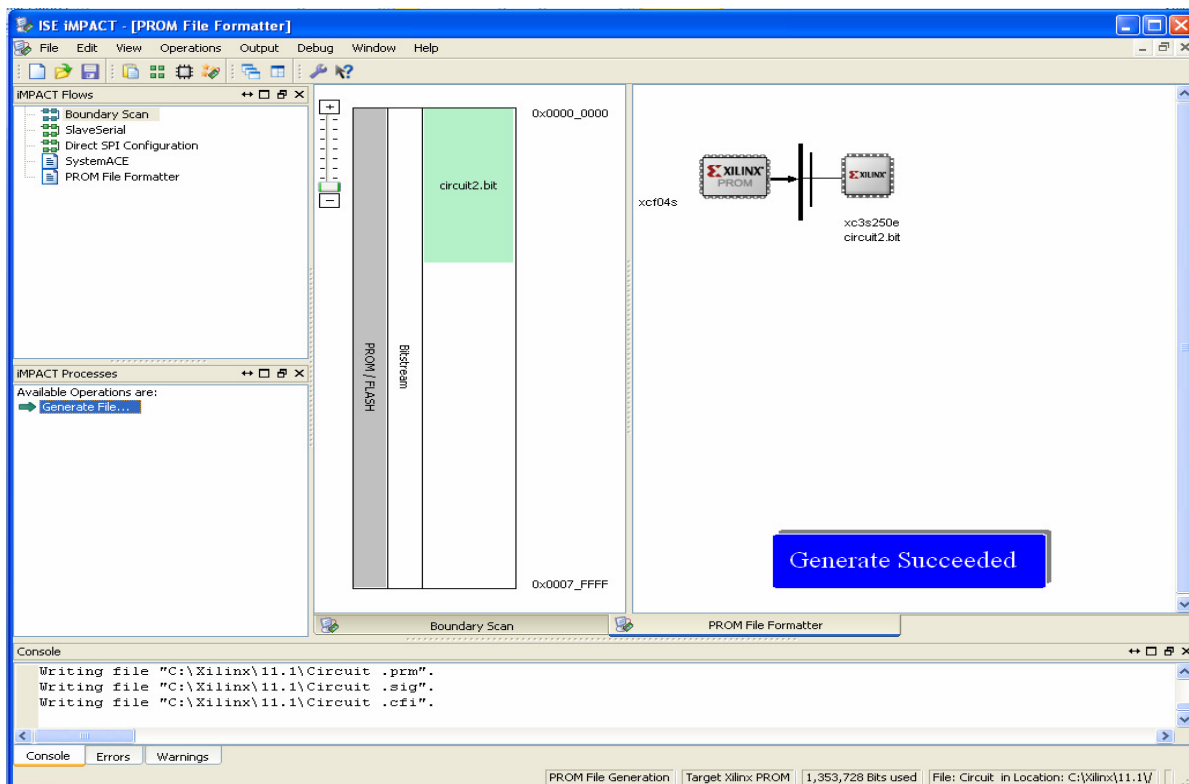 ISE iMPACT - [PROM File Formatter]
File Edit View Operations Output Debug Window Help
iMPACT Flows
Boundary Scan
SlaveSerial
Direct SPI Configuration
SystemACE
PROM File Formatter
iMPACT Processes
Available Operations are:
Generate File...
PROM / FLASH
Bitstream
circuit2.bit
0x0000_0000
0x0007_FFFF
xcf04s
XILINX
PROM
XILINX
xc3s250e
circuit2.bit
Generate Succeeded
Boundary Scan
PROM File Formatter
Console
Writing file "C:\Xilinx\11.1\Circuit .prm".
Writing file "C:\Xilinx\11.1\Circuit .sig".
Writing file "C:\Xilinx\11.1\Circuit .cfi".
Console Errors Warnings
PROM File Generation Target Xilinx PROM 1,353,728 Bits used File: Circuit in Location: C:\Xilinx\11.1\/